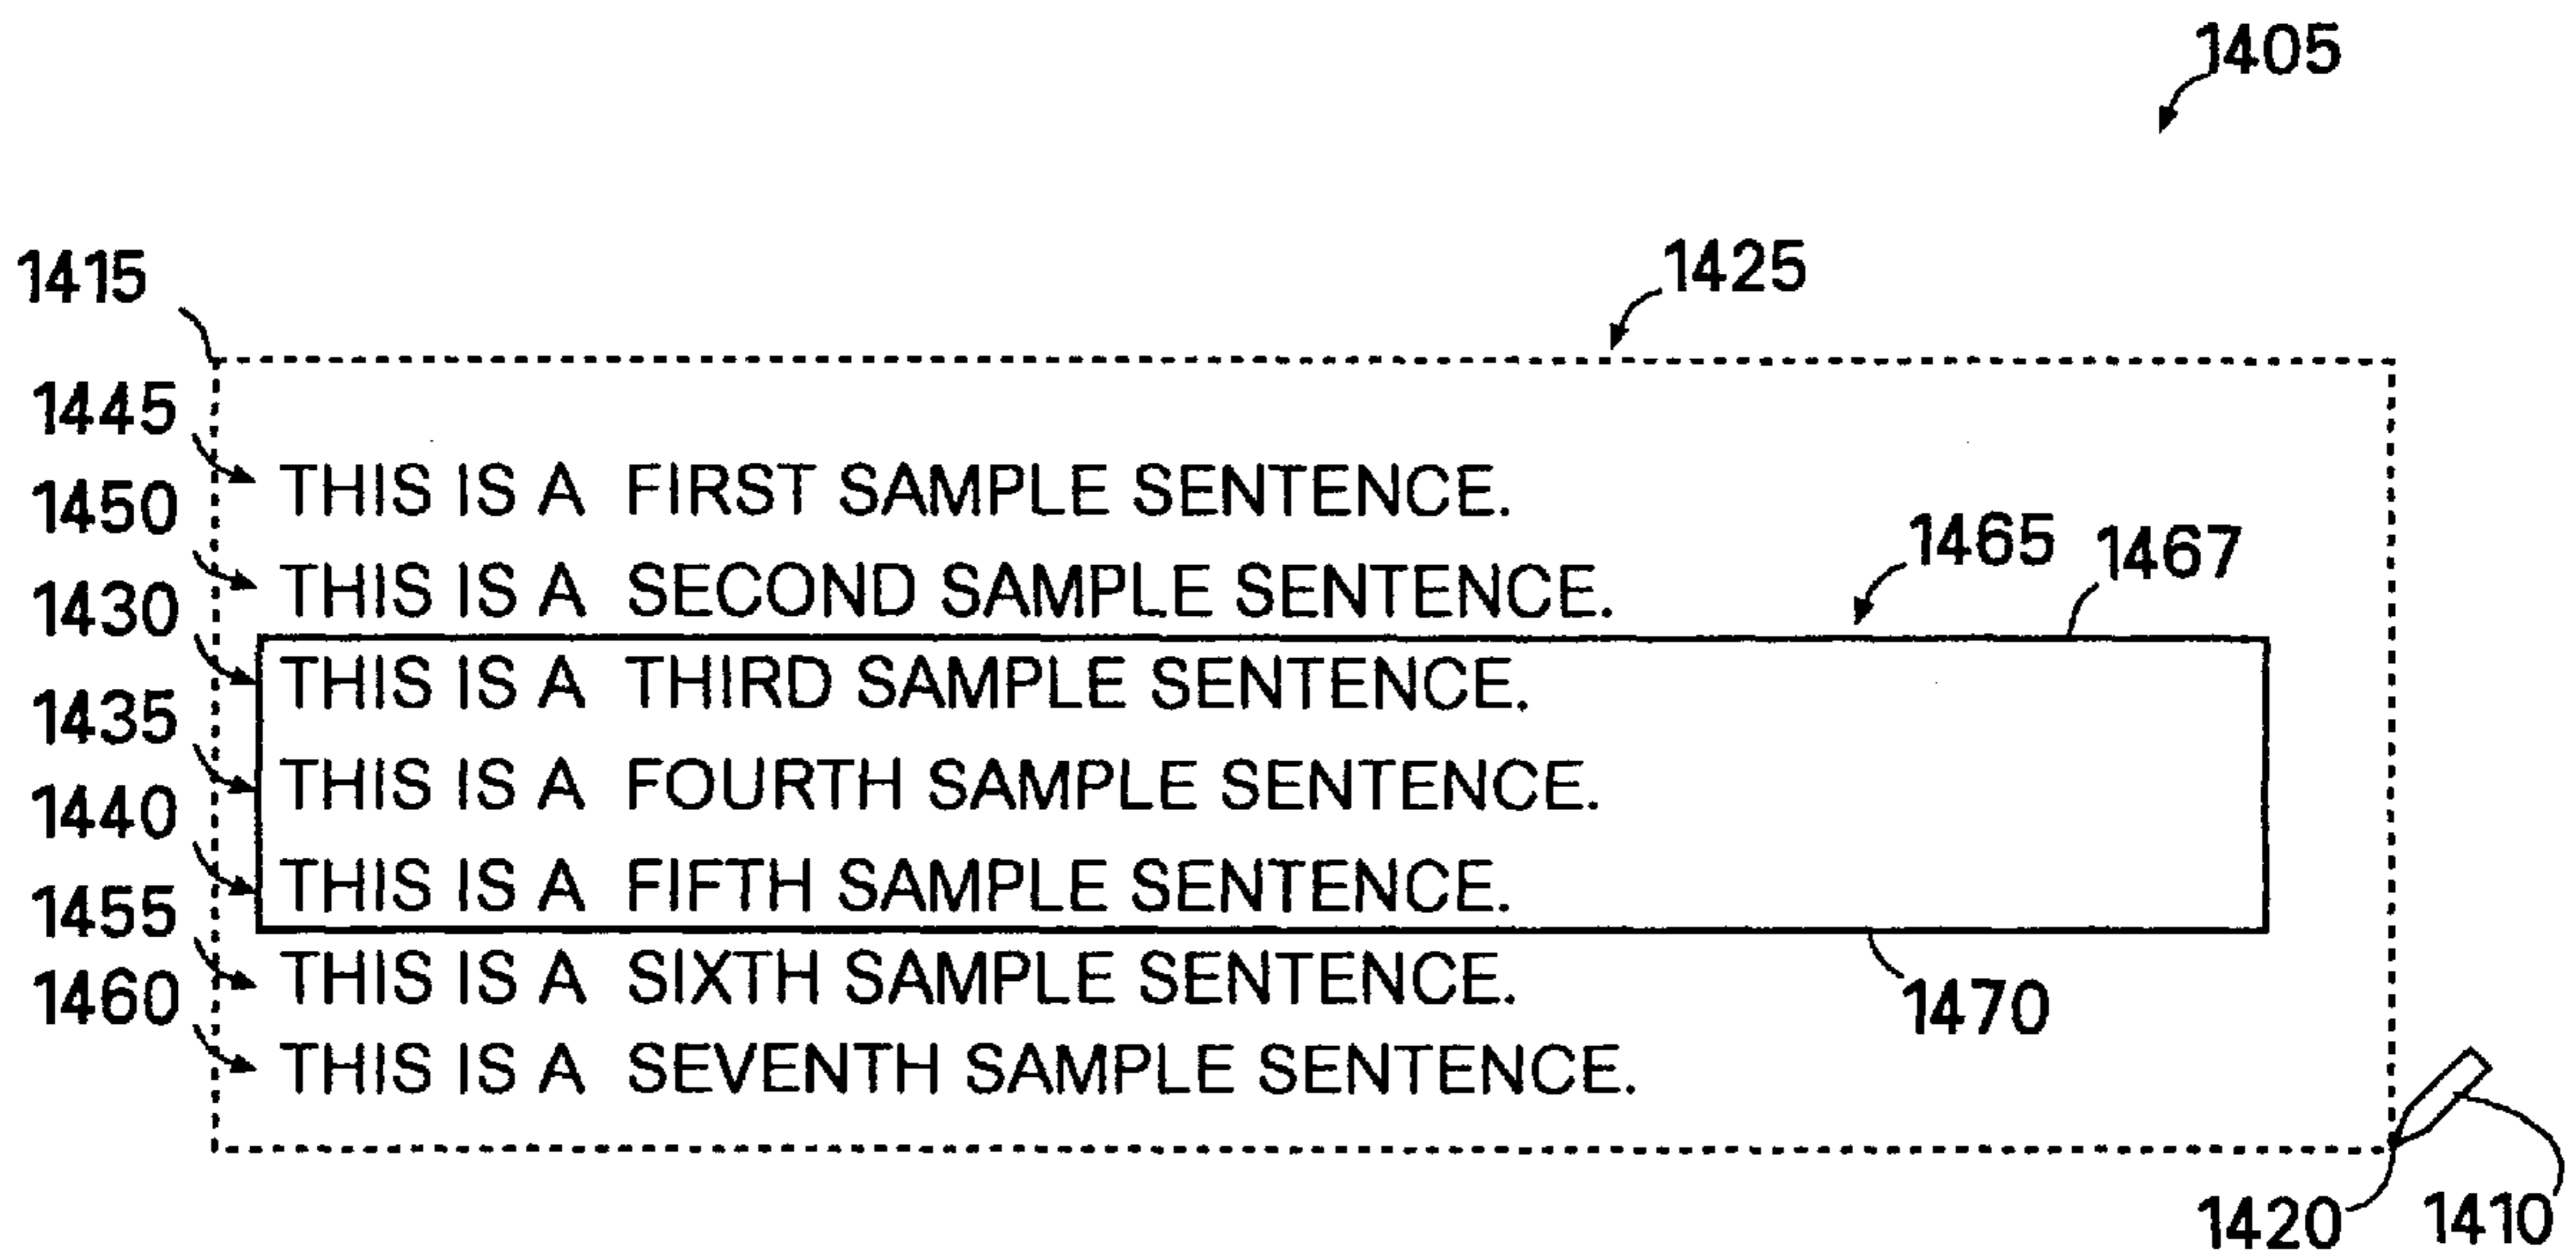 1405
1425
1415
1445
THIS IS A FIRST SAMPLE SENTENCE.
1450
THIS IS A SECOND SAMPLE SENTENCE.
1465
1467
1430
THIS IS A THIRD SAMPLE SENTENCE.
1435
THIS IS A FOURTH SAMPLE SENTENCE.
1440
THIS IS A FIFTH SAMPLE SENTENCE.
1455
THIS IS A SIXTH SAMPLE SENTENCE.
1470
1460
THIS IS A SEVENTH SAMPLE SENTENCE.
1420
1410